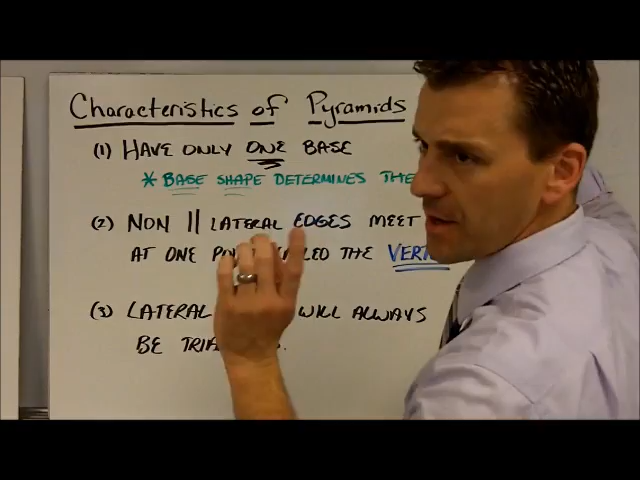 Characteristics of Pyramids
(1) HAVE ONLY ONE BASE
* BASE SHAPE DETERMINES THE
(2) NON || LATERAL EDGES MEET
AT ONE THE
(3) LATERAL WILL ALWAYS
BE